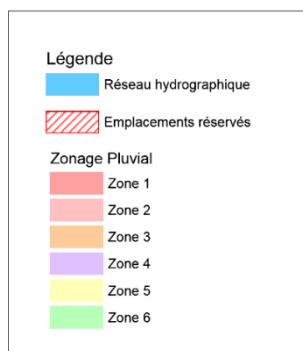 Légende
Réseau hydrographique
Emplacements réservés
Zonage Pluvial
Zone 1
Zone 2
Zone 3
Zone 4
Zone 5
Zone 6